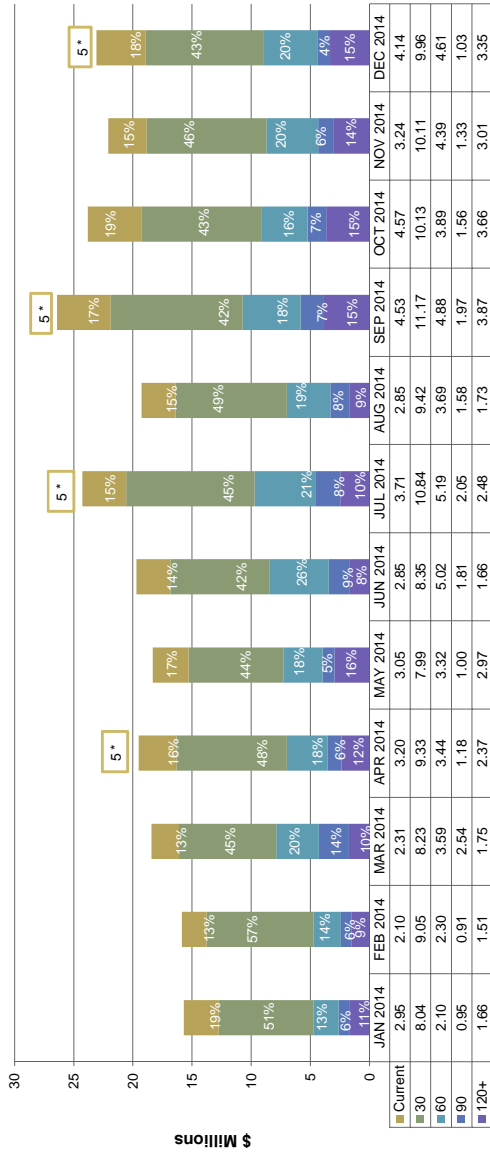 $ Millions
30
25
20
15
10
5
0
5 *
5 *
5 *
5 *
19% 13% 13% 16% 17% 14% 15% 15% 17% 19% 15% 18%
51% 57% 45% 48% 44% 42% 45% 49% 42% 43% 46% 43%
13% 14% 20% 18% 18% 26% 21% 19% 18% 16% 20% 20%
6% 6% 14% 6% 5% 9% 8% 8% 7% 7% 6% 4%
11% 9% 10% 12% 16% 8% 10% 9% 15% 15% 14% 15%
JAN 2014 FEB 2014 MAR 2014 APR 2014 MAY 2014 JUN 2014 JUL 2014 AUG 2014 SEP 2014 OCT 2014 NOV 2014 DEC 2014
Current 2.95 2.10 2.31 3.20 3.05 2.85 3.71 2.85 4.53 4.57 3.24 4.14
30 8.04 9.05 8.23 9.33 7.99 8.35 10.84 9.42 11.17 10.13 10.11 9.96
60 2.10 2.30 3.59 3.44 3.32 5.02 5.19 3.69 4.88 3.89 4.39 4.61
90 0.95 0.91 2.54 1.18 1.00 1.81 2.05 1.58 1.97 1.56 1.33 1.03
120+ 1.66 1.51 1.75 2.37 2.97 1.66 2.48 1.73 3.87 3.66 3.01 3.35